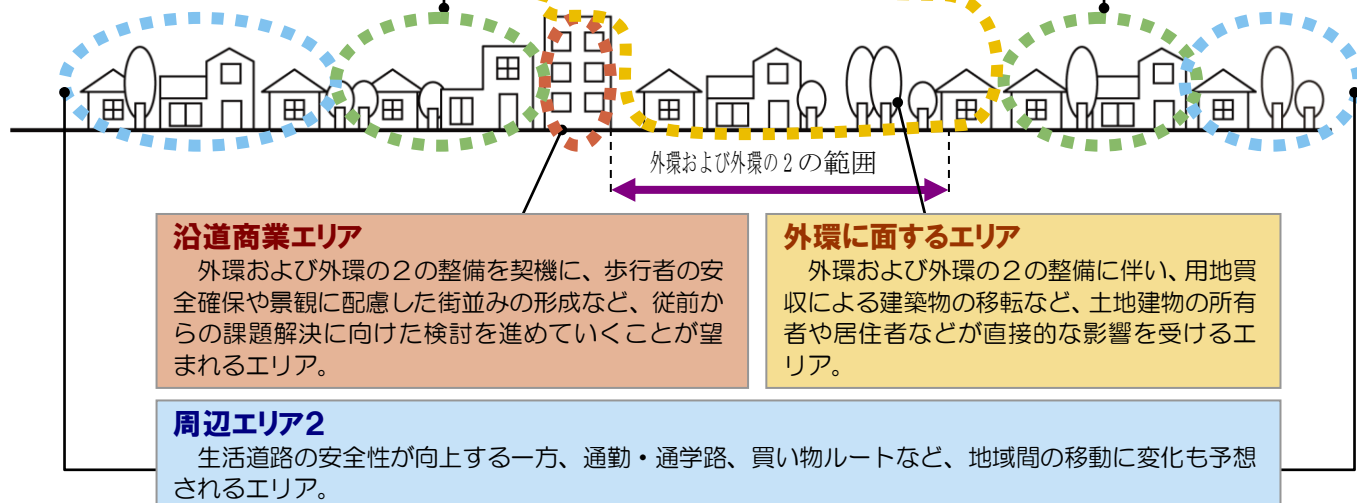 外環および外環の2の範囲
沿道商業エリア
外環および外環の2の整備を契機に、歩行者の安
全確保や景観に配慮した街並みの形成など、従前か
らの課題解決に向けた検討を進めていくことが望
まれるエリア。
外環に面するエリア
外環および外環の2の整備に伴い、用地買
収による建築物の移転など、土地建物の所有
者や居住者などが直接的な影響を受けるエ
リア。
周辺エリア2
生活道路の安全性が向上する一方、通勤・通学路、買い物ルートなど、地域間の移動に変化も予想
されるエリア。